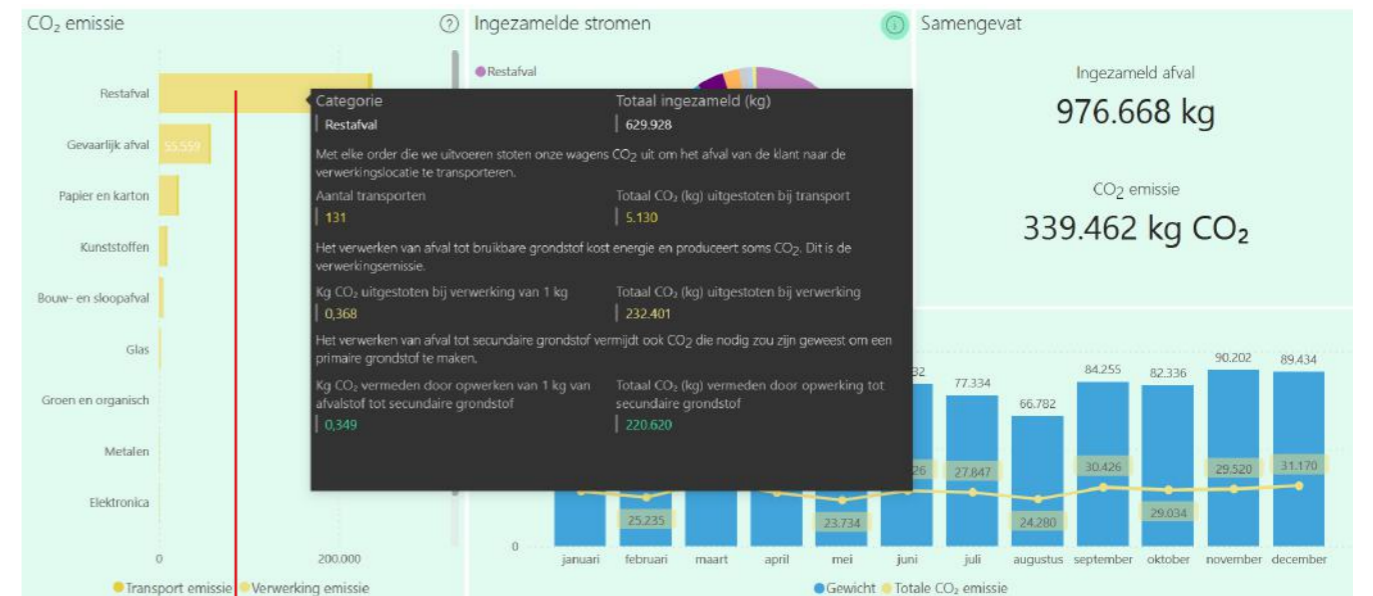 CO₂ emissie
?
Restafval
Gevaarlijk afval
55.559
Papier en karton
Kunststoffen
Bouw- en sloopafval
Glas
Groen en organisch
Metalen
Elektronica
0
200.000
Transport emissie
Verwerking emissie
Ingezamelde stromen
i
Restafval
Categorie
Totaal ingezameld (kg)
Restafval
629.928
Met elke order die we uitvoeren stoten onze wagens CO2 uit om het afval van de klant naar de
verwerkingslocatie te transporteren.
Aantal transporten
Totaal CO₂ (kg) uitgestoten bij transport
131
5.130
Het verwerken van afval tot bruikbare grondstof kost energie en produceert soms CO2. Dit is de
verwerkingsemissie.
Kg CO₂ uitgestoten bij verwerking van 1 kg
Totaal CO₂ (kg) uitgestoten bij verwerking
0,368
232.401
Het verwerken van afval tot secundaire grondstof vermijdt ook CO2 die nodig zou zijn geweest om een
primaire grondstof te maken.
Kg CO₂ vermeden door opwerken van 1 kg van
afvalstof tot secundaire grondstof
Totaal CO₂ (kg) vermeden door opwerking tot
secundaire grondstof
0,349
220.620
Samengevat
Ingezameld afval
976.668 kg
CO2 emissie
339.462 kg CO₂
77.334
66.782
84.255
82.336
90.202
89.434
25.235
23.734
27.847
24.280
30.426
29.034
29.520
31.170
0
januari
februari
maart
april
mei
juni
juli
augustus
september
oktober
november
december
Gewicht
Totale CO₂ emissie